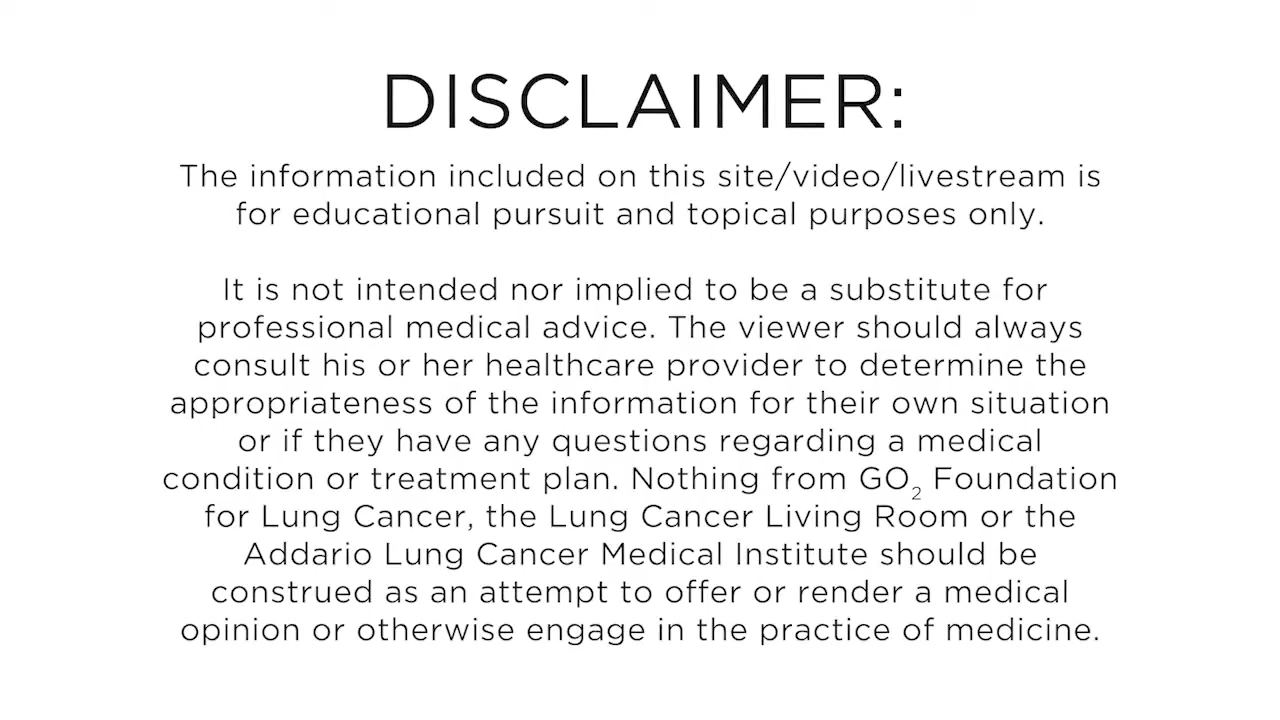 DISCLAIMER:
The information included on this site/video/livestream is
for educational pursuit and topical purposes only.
It is not intended nor implied to be a substitute for
professional medical advice. The viewer should always
consult his or her healthcare provider to determine the
appropriateness of the information for their own situation
or if they have any questions regarding a medical
condition or treatment plan. Nothing from GO₂ Foundation
for Lung Cancer, the Lung Cancer Living Room or the
Addario Lung Cancer Medical Institute should be
construed as an attempt to offer or render a medical
opinion or otherwise engage in the practice of medicine.